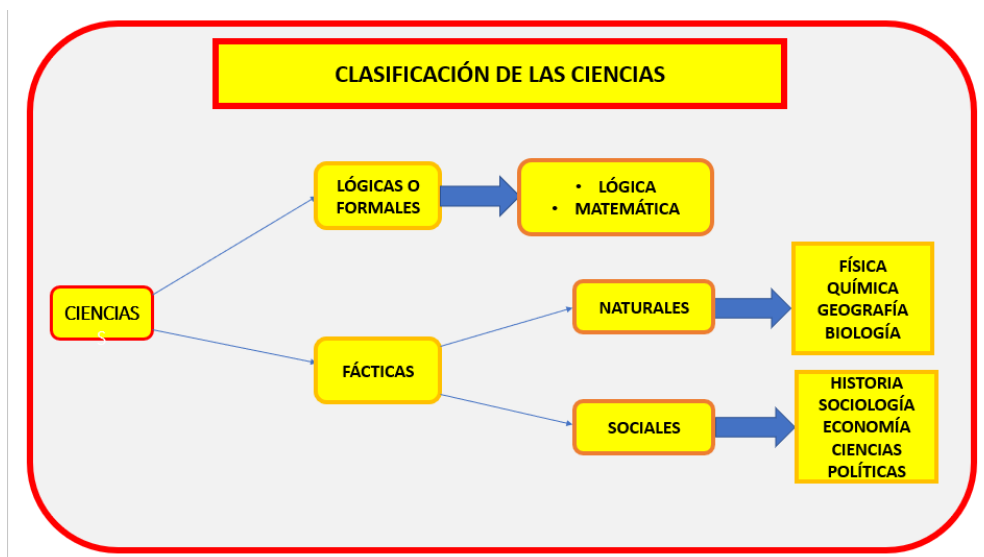 CLASIFICACIÓN DE LAS CIENCIAS
LÓGICAS O
FORMALES
• LÓGICA
• MATEMÁTICA
CIENCIAS
S
FÁCTICAS
NATURALES
FÍSICA
QUÍMICA
GEOGRAFÍA
BIOLOGÍA
SOCIALES
HISTORIA
SOCIOLOGÍA
ECONOMÍA
CIENCIAS
POLÍTICAS